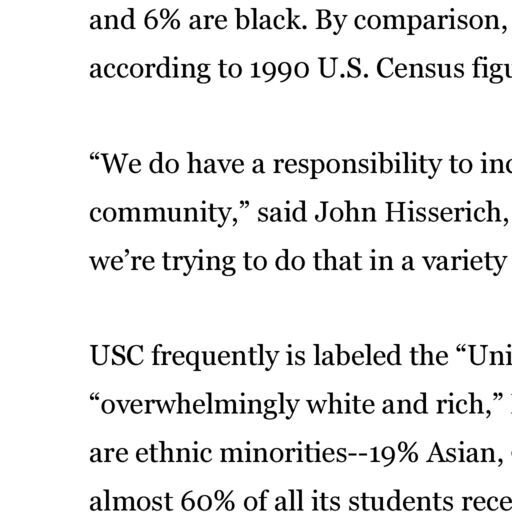 and 6% are black. By comparison,
according to 1990 U.S. Census figu
“We do have a responsibility to inc
community,” said John Hisserich,
we’re trying to do that in a variety
USC frequently is labeled the “Uni
“overwhelmingly white and rich,”
are ethnic minorities--19% Asian,
almost 60% of all its students rece